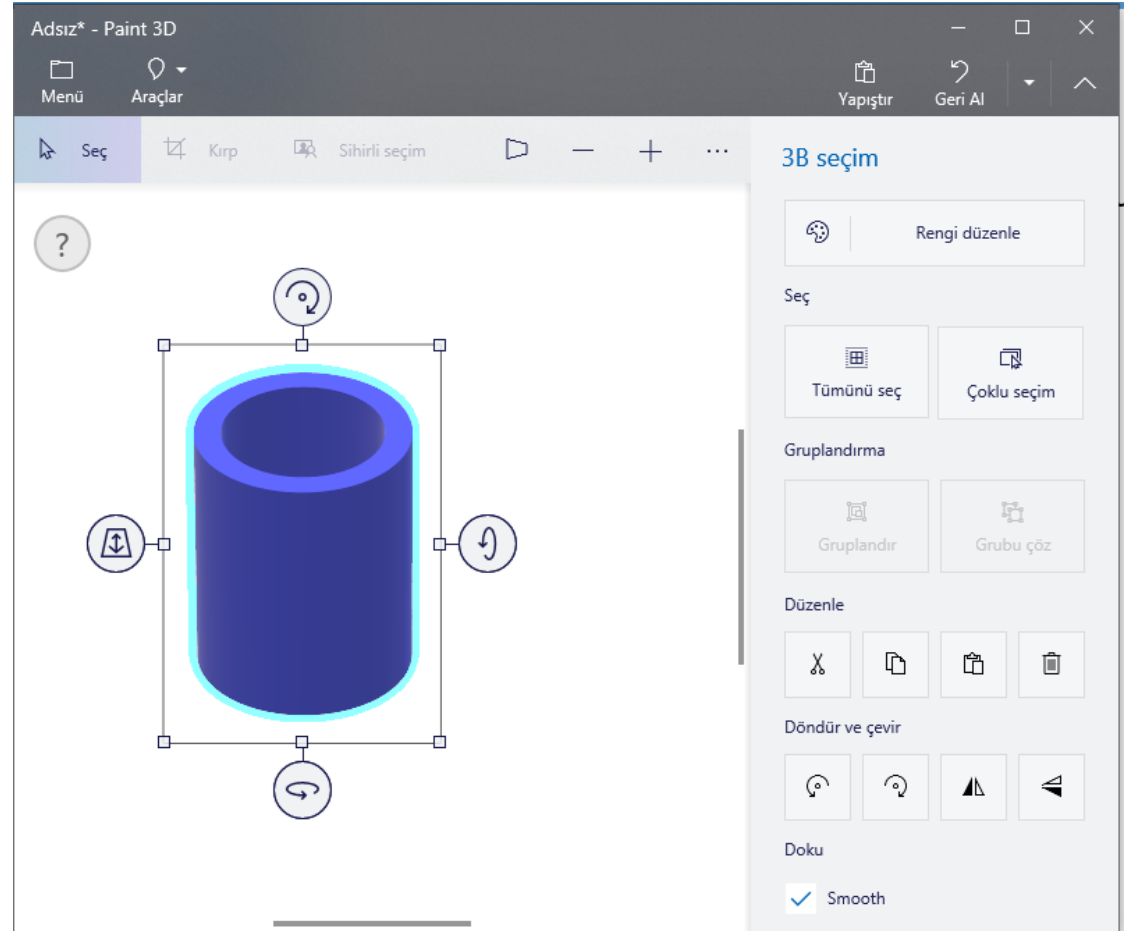 Adsız* - Paint 3D
Menü
Araçlar
Yapıştır
Geri Al
Seç
Kırp
Sihirli seçim
3B seçim
?
Rengi düzenle
Seç
Tümünü seç
Çoklu seçim
Gruplandırma
Gruplandır
Grubu çöz
Düzenle
Döndür ve çevir
Doku
Smooth